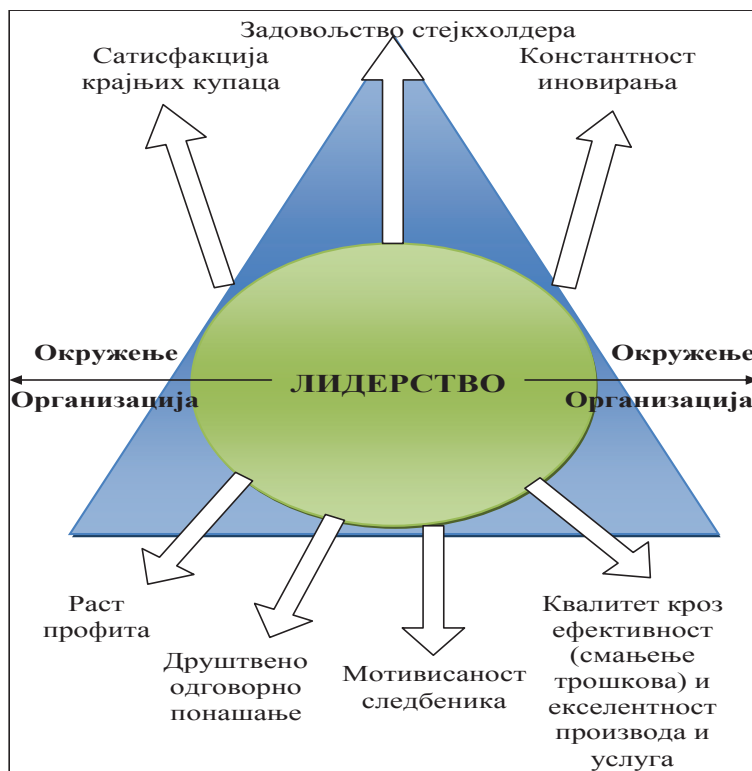 Задовољство стејкхолдера
Сатисфакција
крајњих купаца
Константност
иновирања
Окружење
Окружење
ЛИДЕРСТВО
Организација
Организација
Раст
профита
Друштвено
одговорно
понашање
Мотивисаност
следбеника
Квалитет кроз
ефективност
(смањење
трошкова) и
екселентност
производа и
услуга